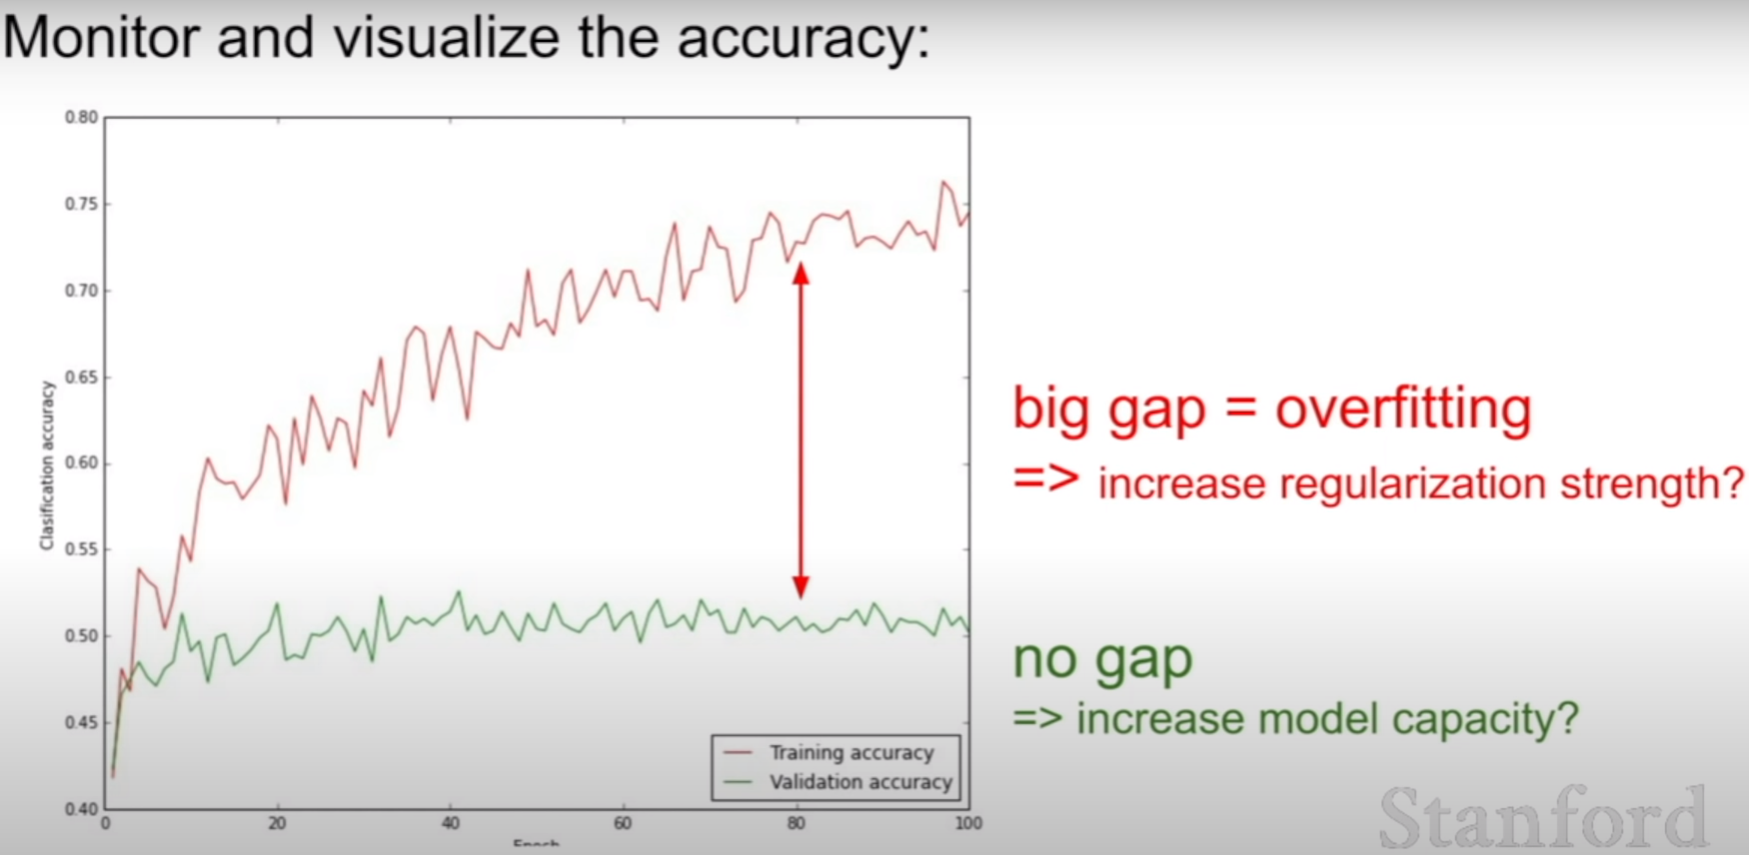 Monitor and visualize the accuracy:
0.80
0.75
0.70
0.65
0.60
0.55
0.50
0.45
0.40
Clasification accuracy
0
20
40
60
80
100
Training accuracy
Validation accuracy
big gap = overfitting
=> increase regularization strength?
no gap
=> increase model capacity?
Stanford